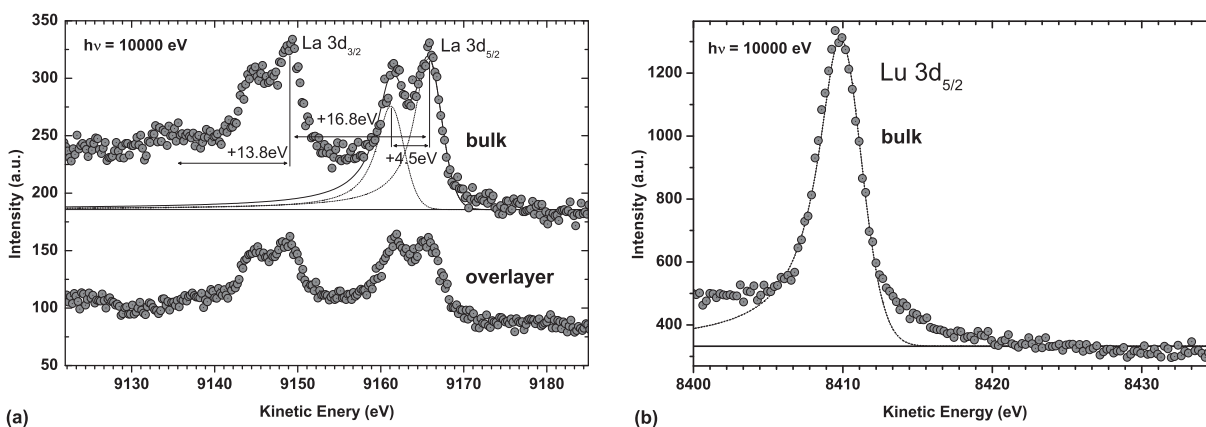 350
300
250
200
150
100
50
Intensity (a.u.)
hν = 10000 eV
La 3d3/2
La 3d5/2
+16.8eV
bulk
+13.8eV
+4.5eV
overlayer
9130 9140 9150 9160 9170 9180
Kinetic Enery (eV)
(a)
1200
1000
800
600
400
Intensity (a.u.)
hν = 10000 eV
Lu 3d5/2
bulk
8400 8410 8420 8430
Kinetic Energy (eV)
(b)